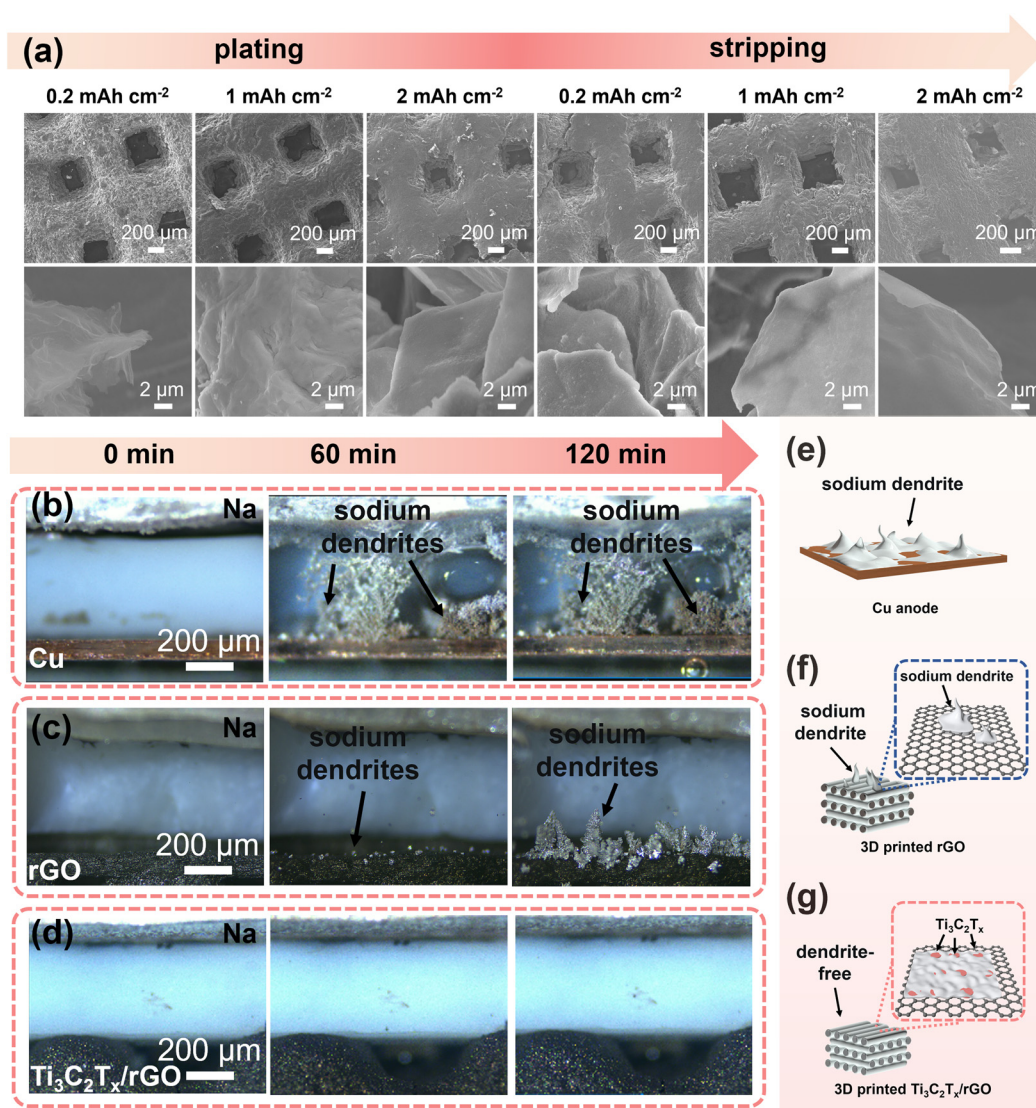 (a)
plating
stripping
0.2 mAh cm⁻²
1 mAh cm⁻²
2 mAh cm⁻²
0.2 mAh cm⁻²
1 mAh cm⁻²
2 mAh cm⁻²
200 μm
200 μm
200 μm
200 μm
200 μm
200 μm
2 μm
2 μm
2 μm
2 μm
2 μm
2 μm
0 min
60 min
120 min
(b)
Na
sodium
dendrites
sodium
dendrites
200 μm
Cu
(c)
Na
sodium
dendrites
sodium
dendrites
200 μm
rGO
(d)
Na
200 μm
Ti₃C₂Tₓ/rGO
(e)
sodium dendrite
Cu anode
(f)
sodium dendrite
sodium
dendrite
3D printed rGO
(g)
Ti₃C₂Tₓ
dendrite-
free
3D printed Ti₃C₂Tₓ/rGO